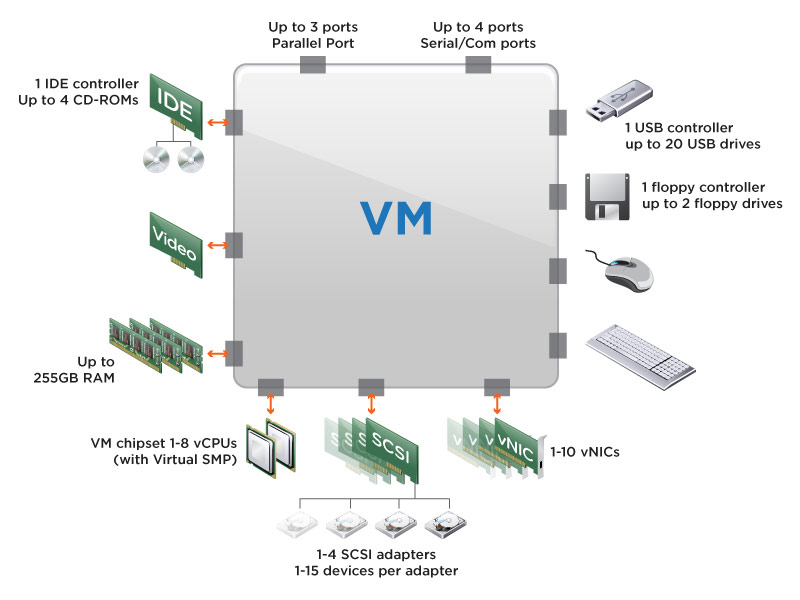 Up to 3 ports
Parallel Port
Up to 4 ports
Serial/Com ports
1 IDE controller
Up to 4 CD-ROMs
IDE
1 USB controller
up to 20 USB drives
1 floppy controller
up to 2 floppy drives
VM
Video
Up to
255GB RAM
VM chipset 1-8 vCPUs
(with Virtual SMP)
S
S
S
SCSI
V
V
V
vNIC
1-10 vNICs
1-4 SCSI adapters
1-15 devices per adapter